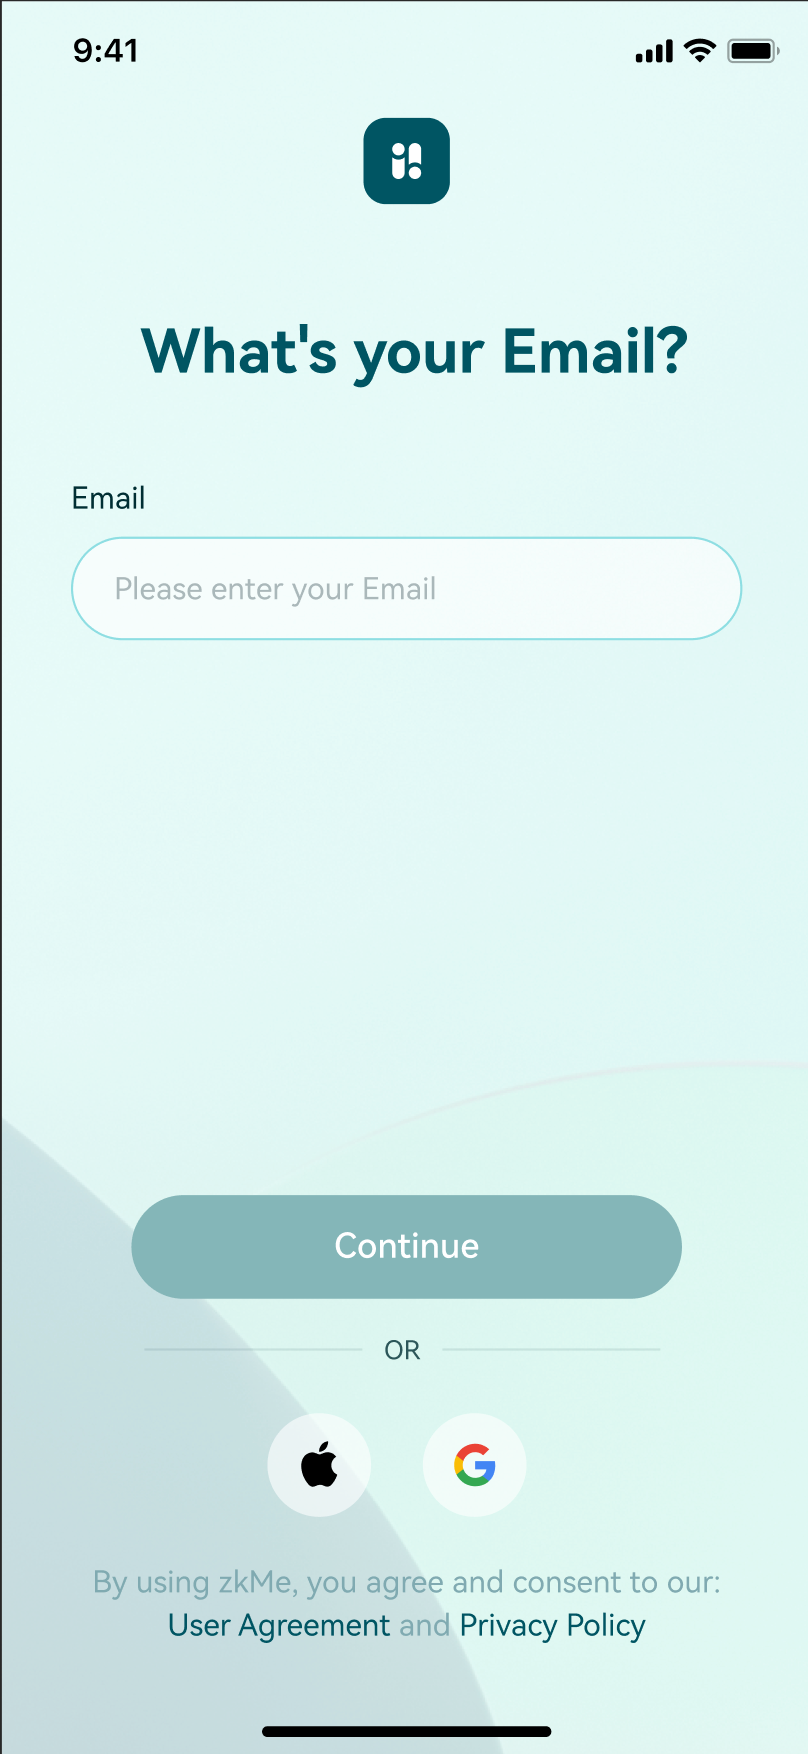 9:41
What's your Email?
Email
Please enter your Email
Continue
OR
By using zkMe, you agree and consent to our:
User Agreement and Privacy Policy